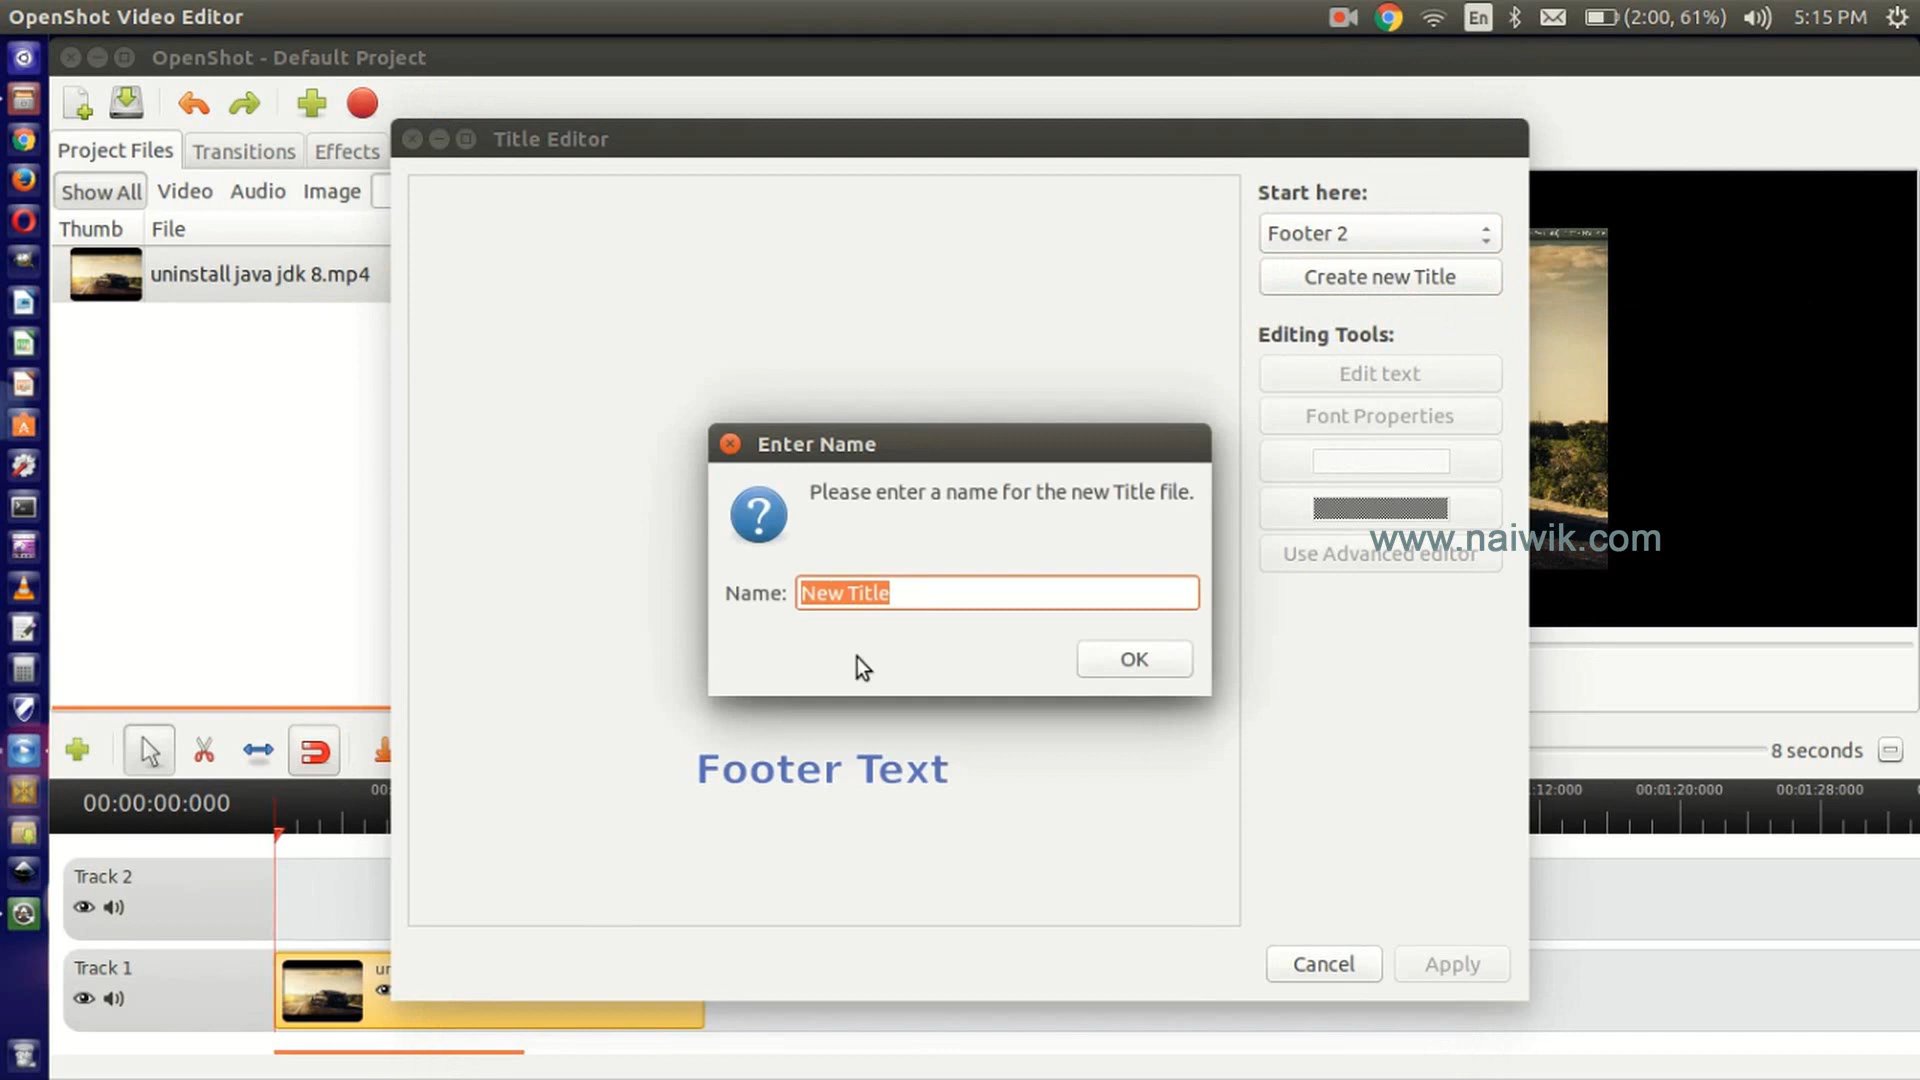 OpenShot Video Editor
En
(2:00, 61%)
5:15 PM
OpenShot - Default Project
Title Editor
Project Files
Transitions
Effects
Show All
Video
Audio
Image
Thumb
File
uninstall java jdk 8.mp4
Start here:
Footer 2
Create new Title
Editing Tools:
Edit text
Font Properties
Use Advanced editor
www.naiwik.com
Enter Name
Please enter a name for the new Title file.
Name:
New Title
OK
Footer Text
8 seconds
00:00:00:000
00:
:12:000
00:01:20:000
00:01:28:000
Track 2
Track 1
un
Cancel
Apply